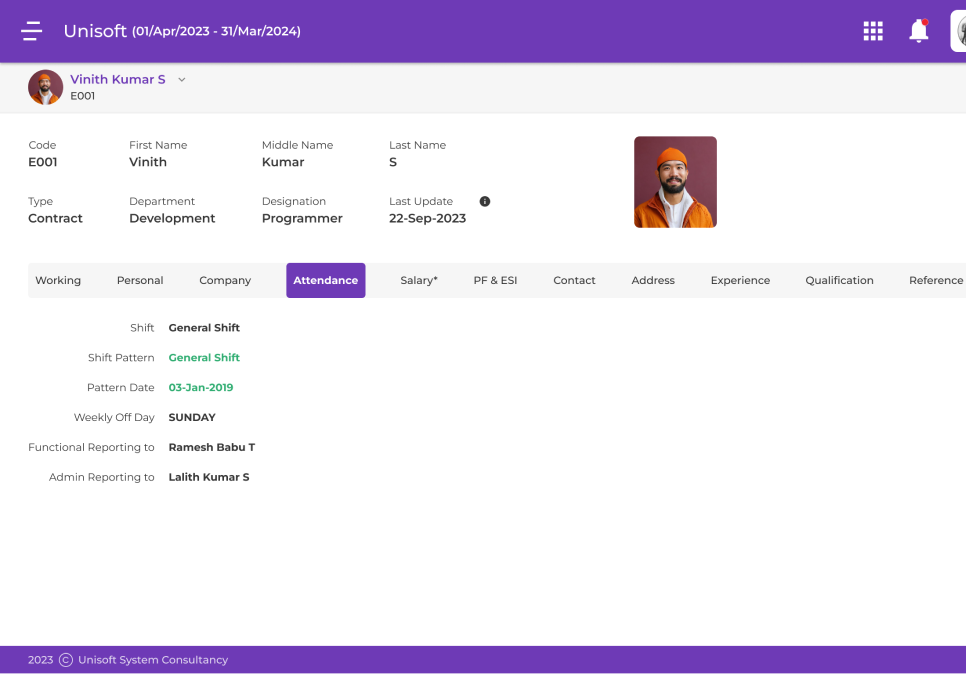 Unisoft (01/Apr/2023 - 31/Mar/2024)
Vinith Kumar S
E001
Code First Name Middle Name Last Name
E001 Vinith Kumar S
Type Department Designation Last Update
Contract Development Programmer 22-Sep-2023
Working Personal Company Attendance Salary* PF & ESI Contact Address Experience Qualification Reference
Shift General Shift
Shift Pattern General Shift
Pattern Date 03-Jan-2019
Weekly Off Day SUNDAY
Functional Reporting to Ramesh Babu T
Admin Reporting to Lalith Kumar S
2023 © Unisoft System Consultancy